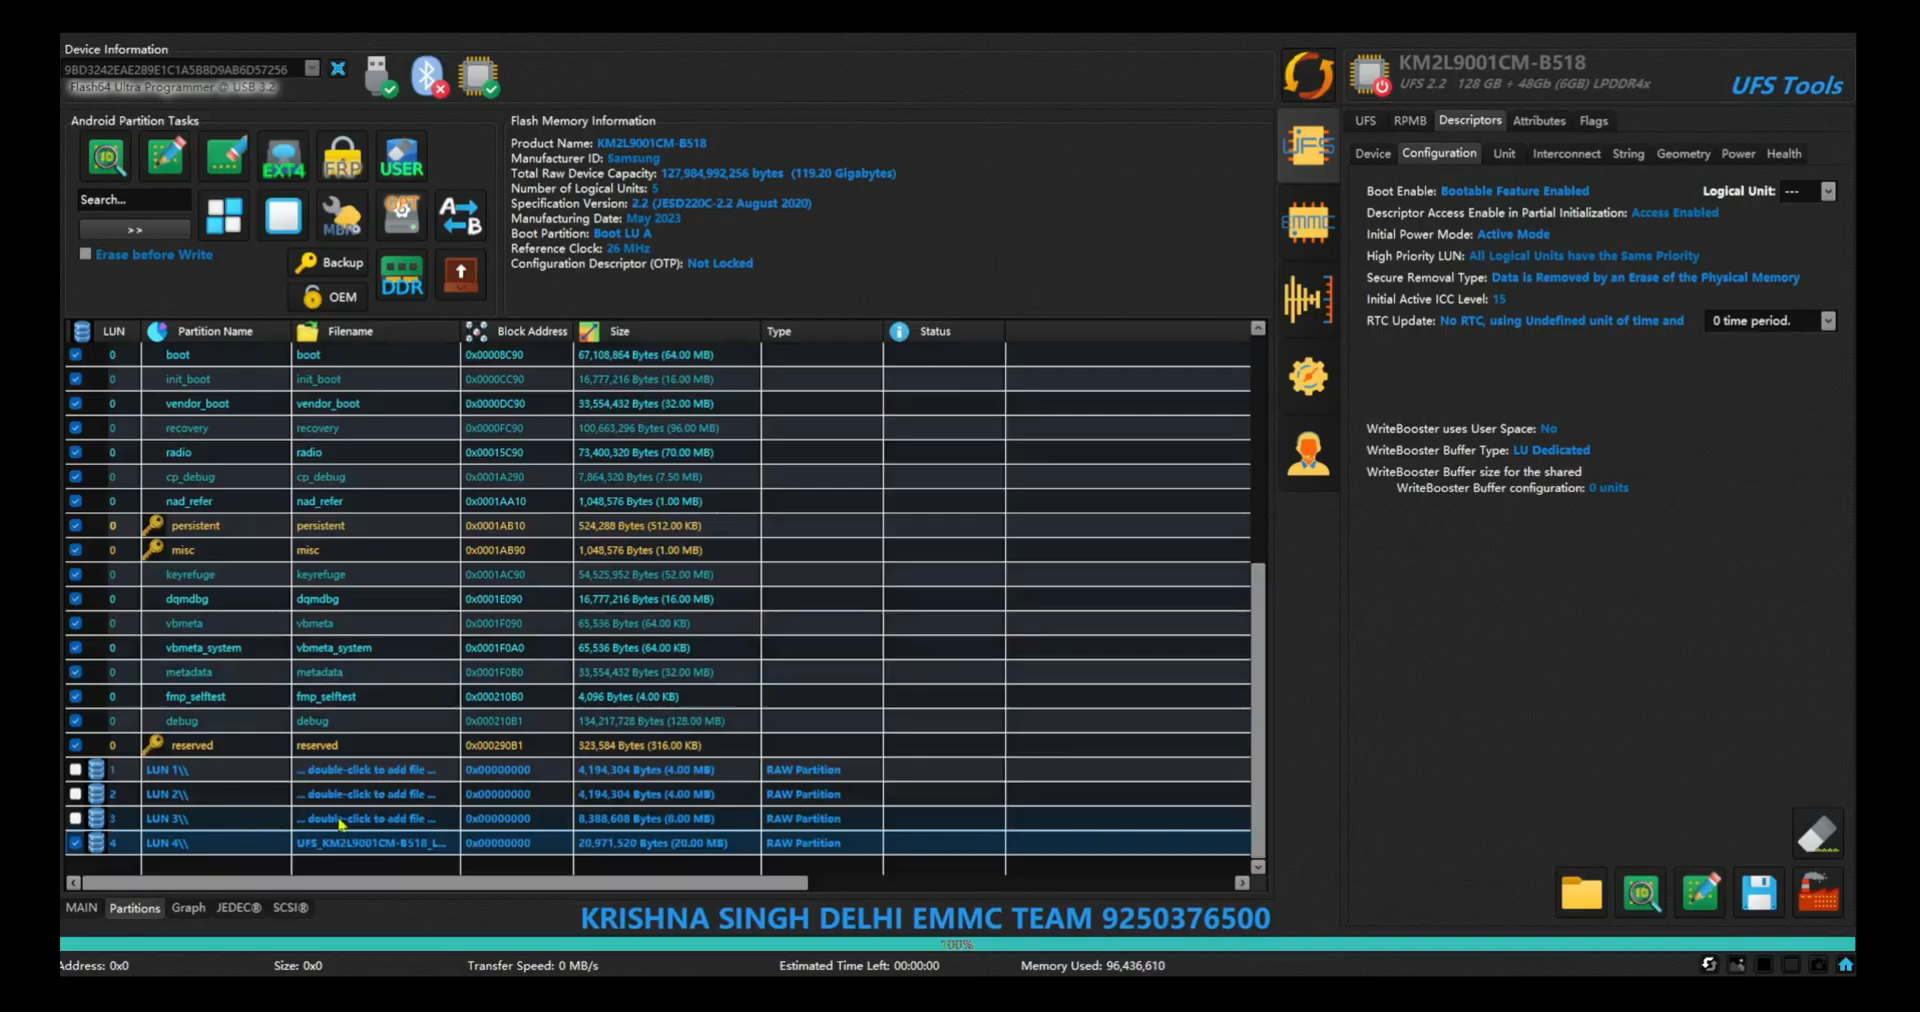 Device Information
9BD3242EAE289E1C1A5B8D9AB6D57256
Flash64 Ultra Programmer @ USB 3.2
KM2L9001CM-B518
UFS 2.2 128 GB + 48Gb (6GB) LPDDR4x
UFS Tools
Android Partition Tasks
EXT4
FRP
USER
Search...
MBR
GPT
A B
>>
Erase before Write
Backup
DDR
OEM
Flash Memory Information
Product Name: KM2L9001CM-B518
Manufacturer ID: Samsung
Total Raw Device Capacity: 127,984,992,256 bytes (119.20 Gigabytes)
Number of Logical Units: 5
Specification Version: 2.2 (JESD220C-2.2 August 2020)
Manufacturing Date: May 2023
Boot Partition: Boot LU A
Reference Clock: 26 MHz
Configuration Descriptor (OTP): Not Locked
UFS
EMMC
UFS RPMB Descriptors Attributes Flags
Device Configuration Unit Interconnect String Geometry Power Health
Boot Enable: Bootable Feature Enabled
Logical Unit: ---
Descriptor Access Enable in Partial Initialization: Access Enabled
Initial Power Mode: Active Mode
High Priority LUN: All Logical Units have the Same Priority
Secure Removal Type: Data is Removed by an Erase of the Physical Memory
Initial Active ICC Level: 15
RTC Update: No RTC, using Undefined unit of time and 0 time period.
WriteBooster uses User Space: No
WriteBooster Buffer Type: LU Dedicated
WriteBooster Buffer size for the shared
WriteBooster Buffer configuration: 0 units
LUN Partition Name Filename Block Address Size Type Status
0 boot boot 0x00008C90 67,108,864 Bytes (64.00 MB)
0 init_boot init_boot 0x0000CC90 16,777,216 Bytes (16.00 MB)
0 vendor_boot vendor_boot 0x0000DC90 33,554,432 Bytes (32.00 MB)
0 recovery recovery 0x0000FC90 100,663,296 Bytes (96.00 MB)
0 radio radio 0x00015C90 73,400,320 Bytes (70.00 MB)
0 cp_debug cp_debug 0x0001A290 7,864,320 Bytes (7.50 MB)
0 nad_refer nad_refer 0x0001AA10 1,048,576 Bytes (1.00 MB)
0 persistent persistent 0x0001AB10 524,288 Bytes (512.00 KB)
0 misc misc 0x0001AB90 1,048,576 Bytes (1.00 MB)
0 keyrefuge keyrefuge 0x0001AC90 54,525,952 Bytes (52.00 MB)
0 dqmdbg dqmdbg 0x0001E090 16,777,216 Bytes (16.00 MB)
0 vbmeta vbmeta 0x0001F090 65,536 Bytes (64.00 KB)
0 vbmeta_system vbmeta_system 0x0001F0A0 65,536 Bytes (64.00 KB)
0 metadata metadata 0x0001F0B0 33,554,432 Bytes (32.00 MB)
0 fmp_selftest fmp_selftest 0x000210B0 4,096 Bytes (4.00 KB)
0 debug debug 0x000210B1 134,217,728 Bytes (128.00 MB)
0 reserved reserved 0x000290B1 323,584 Bytes (316.00 KB)
1 LUN 1\\ ... double-click to add file ... 0x00000000 4,194,304 Bytes (4.00 MB) RAW Partition
2 LUN 2\\ ... double-click to add file ... 0x00000000 4,194,304 Bytes (4.00 MB) RAW Partition
3 LUN 3\\ ... double-click to add file ... 0x00000000 8,388,608 Bytes (8.00 MB) RAW Partition
4 LUN 4\\ UFS_KM2L9001CM-B518_L... 0x00000000 20,971,520 Bytes (20.00 MB) RAW Partition
MAIN Partitions Graph JEDEC® SCSI®
KRISHNA SINGH DELHI EMMC TEAM 9250376500
100%
Address: 0x0 Size: 0x0 Transfer Speed: 0 MB/s Estimated Time Left: 00:00:00 Memory Used: 96,436,610